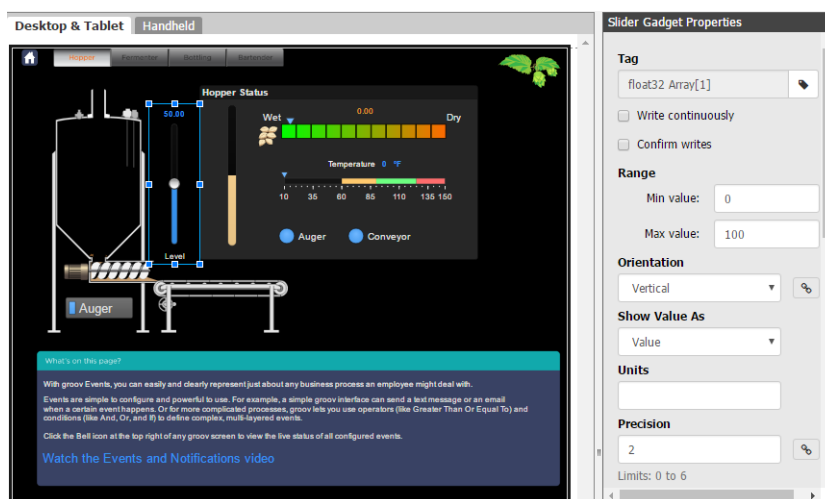 Desktop & Tablet
Handheld
Hopper
Fermenter
Bottling
Bartender
Hopper Status
50.00
Level
Wet
0.00
Dry
Temperature 0 °F
10 35 60 85 110 135 150
Auger
Conveyor
Auger
What's on this page?
With groov Events, you can easily and clearly represent just about any business process an employee might deal with.
Events are simple to configure and powerful to use. For example, a simple groov interface can send a text message or an email
when a certain event happens. Or for more complicated processes, groov lets you use operators (like Greater Than Or Equal To) and
conditions (like And, Or, and If) to define complex, multi-layered events.
Click the Bell icon at the top right of any groov screen to view the live status of all configured events.
Watch the Events and Notifications video
Slider Gadget Properties
Tag
float32 Array[1]
Write continuously
Confirm writes
Range
Min value: 0
Max value: 100
Orientation
Vertical
Show Value As
Value
Units
Precision
2
Limits: 0 to 6